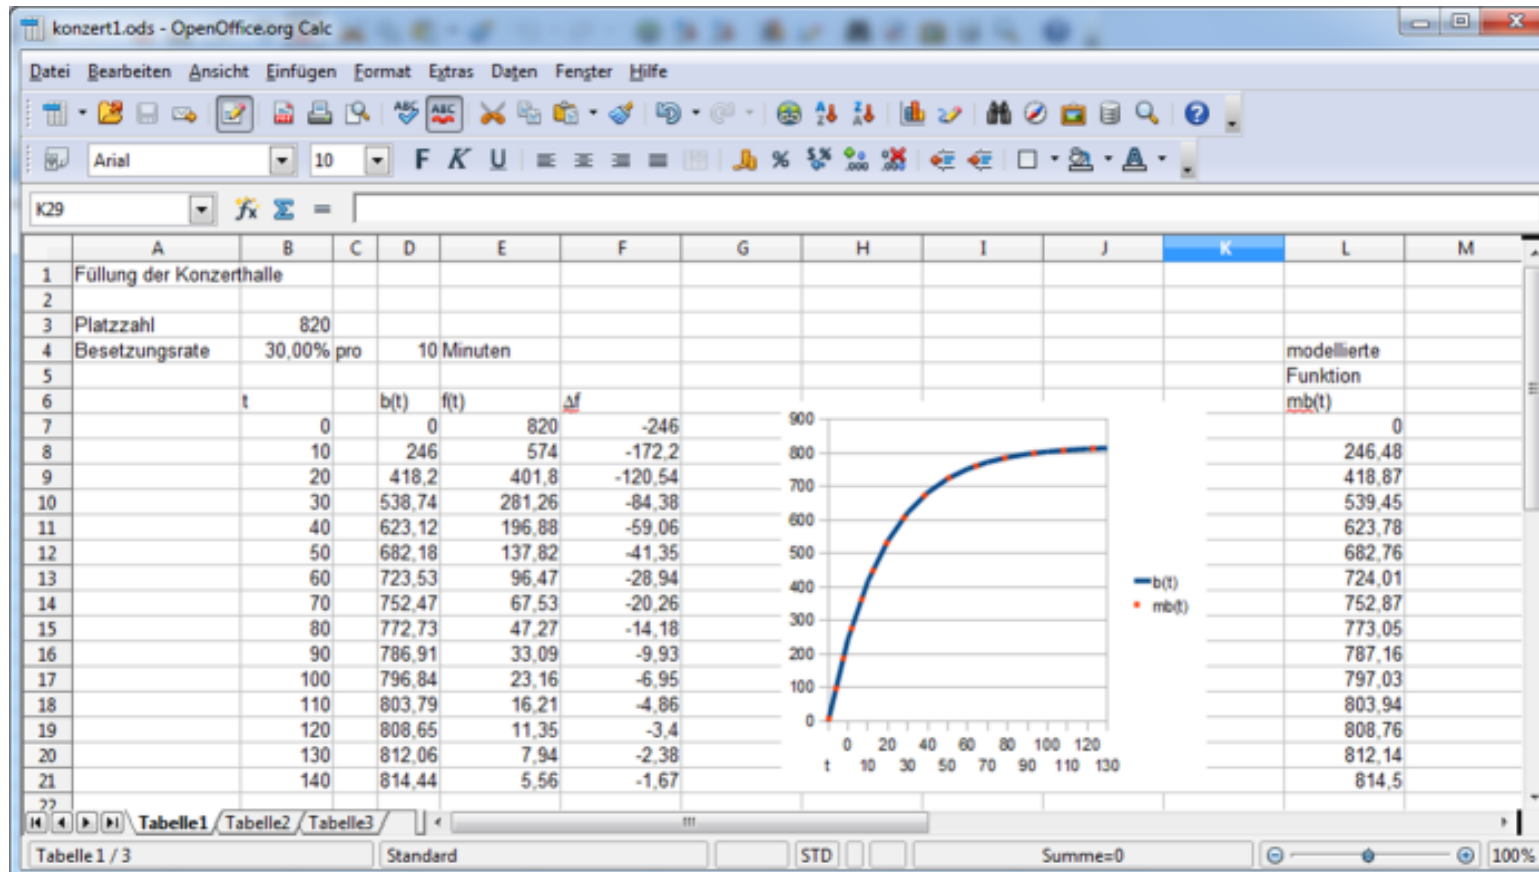 konzert1.ods - OpenOffice.org Calc
Datei Bearbeiten Ansicht Einfügen Format Extras Daten Fenster Hilfe
Arial 10 F K U
K29
A B C D E F G H I J K L M
1 Füllung der Konzerthalle
2
3 Platzzahl 820
4 Besetzungsrate 30,00% pro 10 Minuten modellierte
5 Funktion
6 t b(t) f(t) Δf mb(t)
7 0 0 820 -246 0
8 10 246 574 -172,2 246,48
9 20 418,2 401,8 -120,54 418,87
10 30 538,74 281,26 -84,38 539,45
11 40 623,12 196,88 -59,06 623,78
12 50 682,18 137,82 -41,35 682,76
13 60 723,53 96,47 -28,94 724,01
14 70 752,47 67,53 -20,26 752,87
15 80 772,73 47,27 -14,18 773,05
16 90 786,91 33,09 -9,93 787,16
17 100 796,84 23,16 -6,95 797,03
18 110 803,79 16,21 -4,86 803,94
19 120 808,65 11,35 -3,4 808,76
20 130 812,06 7,94 -2,38 812,14
21 140 814,44 5,56 -1,67 814,5
22
900
800
700
600
500
400
300
200
100
0
0 20 40 60 80 100 120
t 10 30 50 70 90 110 130
b(t)
mb(t)
Tabelle1 Tabelle2 Tabelle3
Tabelle 1 / 3 Standard STD Summe=0 100%